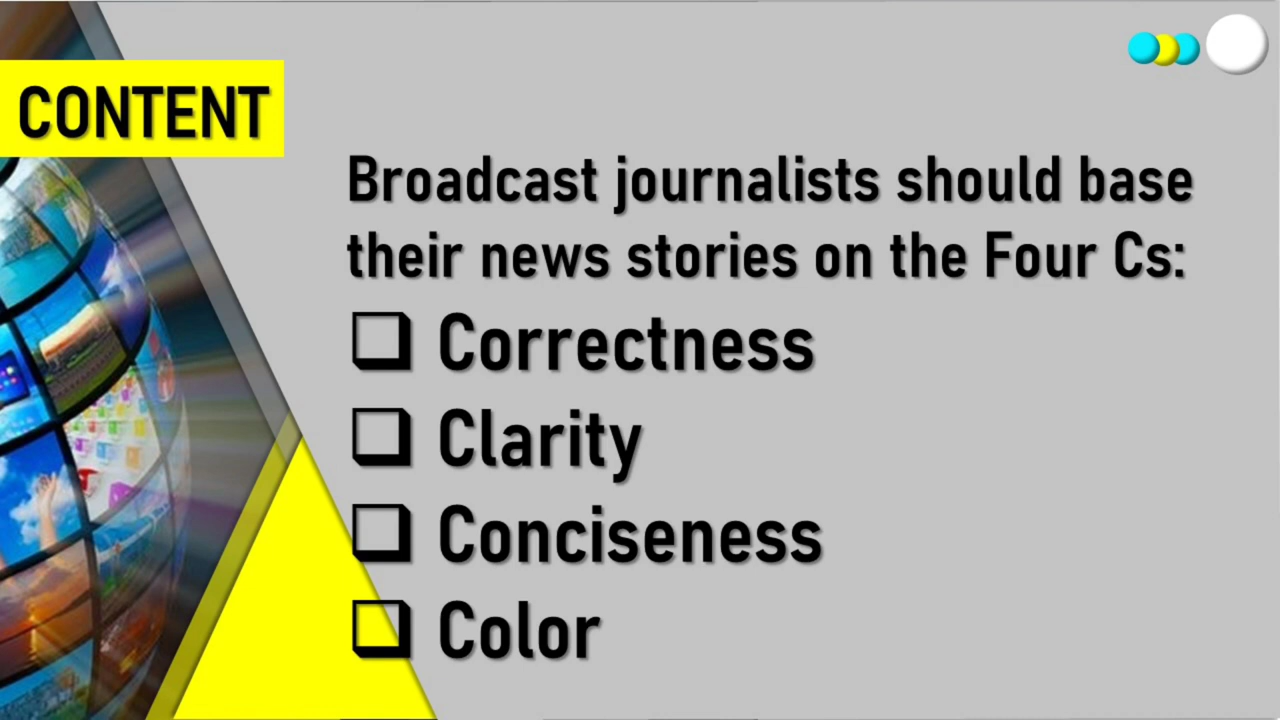 CONTENT
Broadcast journalists should base
their news stories on the Four Cs:
❑ Correctness
❑ Clarity
❑ Conciseness
❑ Color